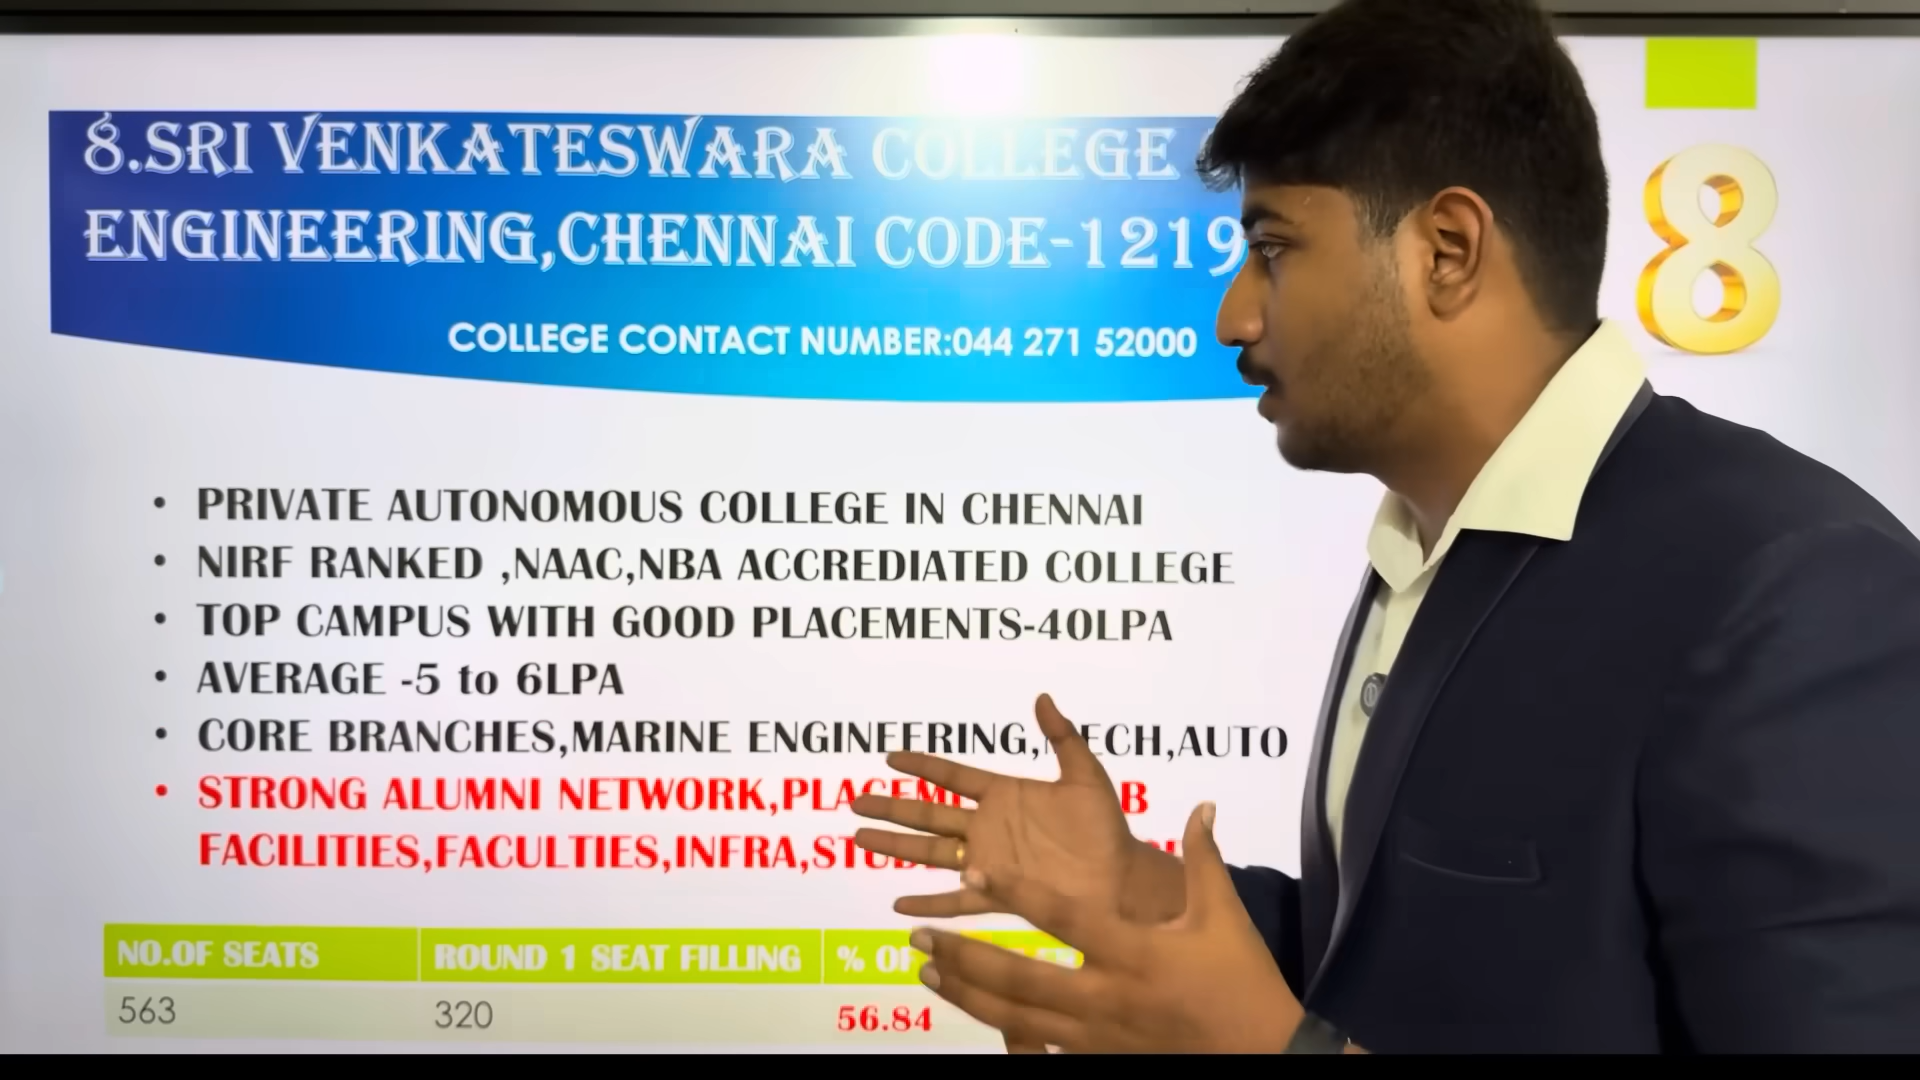 8.SRI VENKATESWARA COLLEGE
ENGINEERING,CHENNAI CODE-1219
COLLEGE CONTACT NUMBER:044 271 52000
8
• PRIVATE AUTONOMOUS COLLEGE IN CHENNAI
• NIRF RANKED ,NAAC,NBA ACCREDIATED COLLEGE
• TOP CAMPUS WITH GOOD PLACEMENTS-40LPA
• AVERAGE -5 to 6LPA
• CORE BRANCHES,MARINE ENGINEERING,MECH,AUTO
• STRONG ALUMNI NETWORK,
FACILITIES,FACULTIES,INFRA,
NO.OF SEATS ROUND 1 SEAT FILLING % OF
563 320 56.84